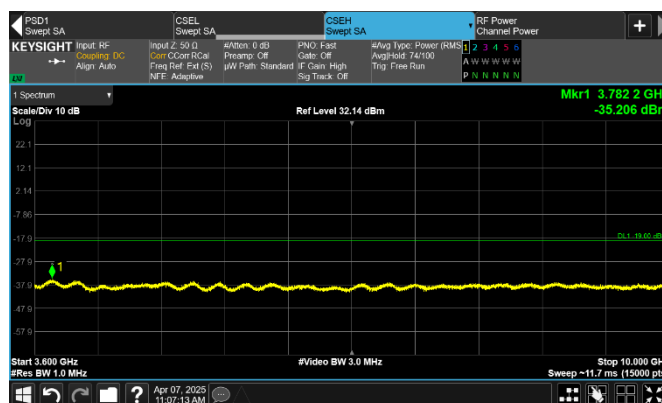 PSD1 CSEL CSEH RF Power
Swept SA Swept SA Swept SA Channel Power
KEYSIGHT Input: RF Input Z: 50 Ω #Atten: 0 dB PNO: Fast #Avg Type: Power (RMS 1 2 3 4 5 6
Coupling: DC Corr CCorr RCal Preamp: Off Gate: Off Avg|Hold: 74/100 A W W W W W
Align: Auto Freq Ref: Ext (S) µW Path: Standard IF Gain: High Trig: Free Run
NFE: Adaptive Sig Track: Off P N N N N N
1 Spectrum
Mkr1 3.782 2 GH
Scale/Div 10 dB Ref Level 32.14 dBm -35.206 dBr
Log
22.1
12.1
2.14
-7.86
-17.9
DL1 -19.00 dB
-27.9
1
-37.9
-47.9
-57.9
Start 3.600 GHz #Video BW 3.0 MHz Stop 10.000 GH
#Res BW 1.0 MHz Sweep ~11.7 ms (15000 pts
Apr 07, 2025
11:07:13 AM